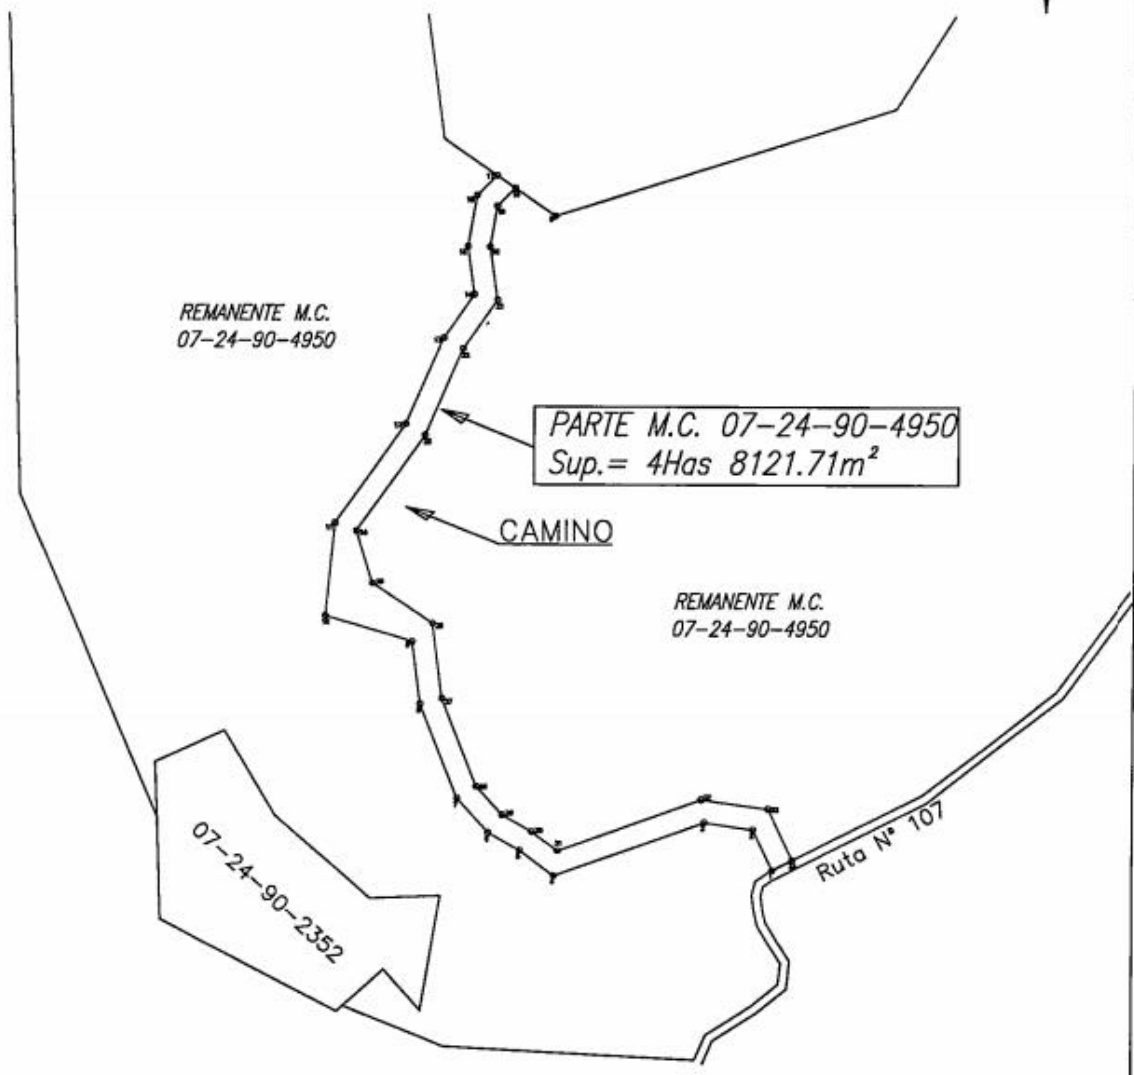 REMANENTE M.C.
07-24-90-4950
PARTE M.C. 07-24-90-4950
Sup.= 4Has 8121.71m²
CAMINO
REMANENTE M.C.
07-24-90-4950
Ruta Nº 107
07-24-90-2352